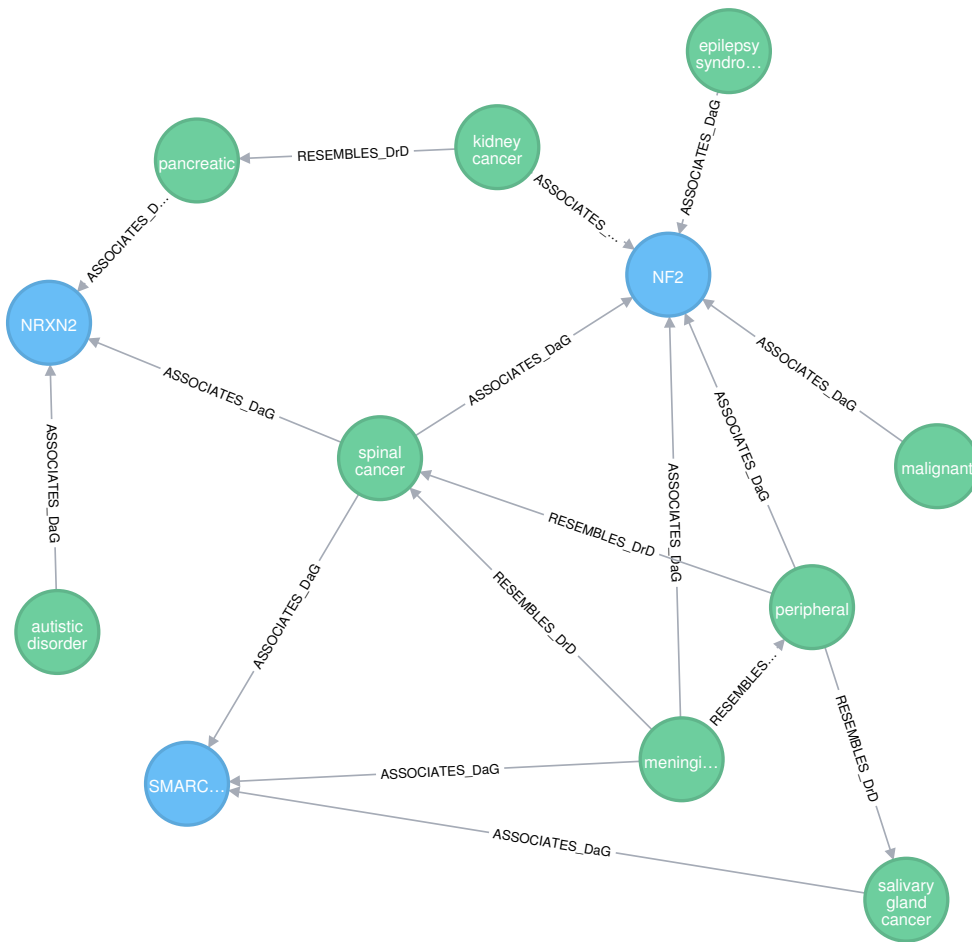 epilepsy
syndro…
ASSOCIATES_DaG
kidney
cancer
RESEMBLES_DrD
pancreatic
ASSOCIATES_…
ASSOCIATES_D…
NF2
NRXN2
ASSOCIATES_DaG
ASSOCIATES_DaG
ASSOCIATES_DaG
ASSOCIATES_DaG
spinal
cancer
malignant
ASSOCIATES_DaG
ASSOCIATES_DaG
ASSOCIATES_DaG
RESEMBLES_DrD
peripheral
autistic
disorder
ASSOCIATES_DaG
RESEMBLES_DrD
RESEMBLES…
RESEMBLES_DrD
meningi…
SMARC…
ASSOCIATES_DaG
ASSOCIATES_DaG
salivary
gland
cancer